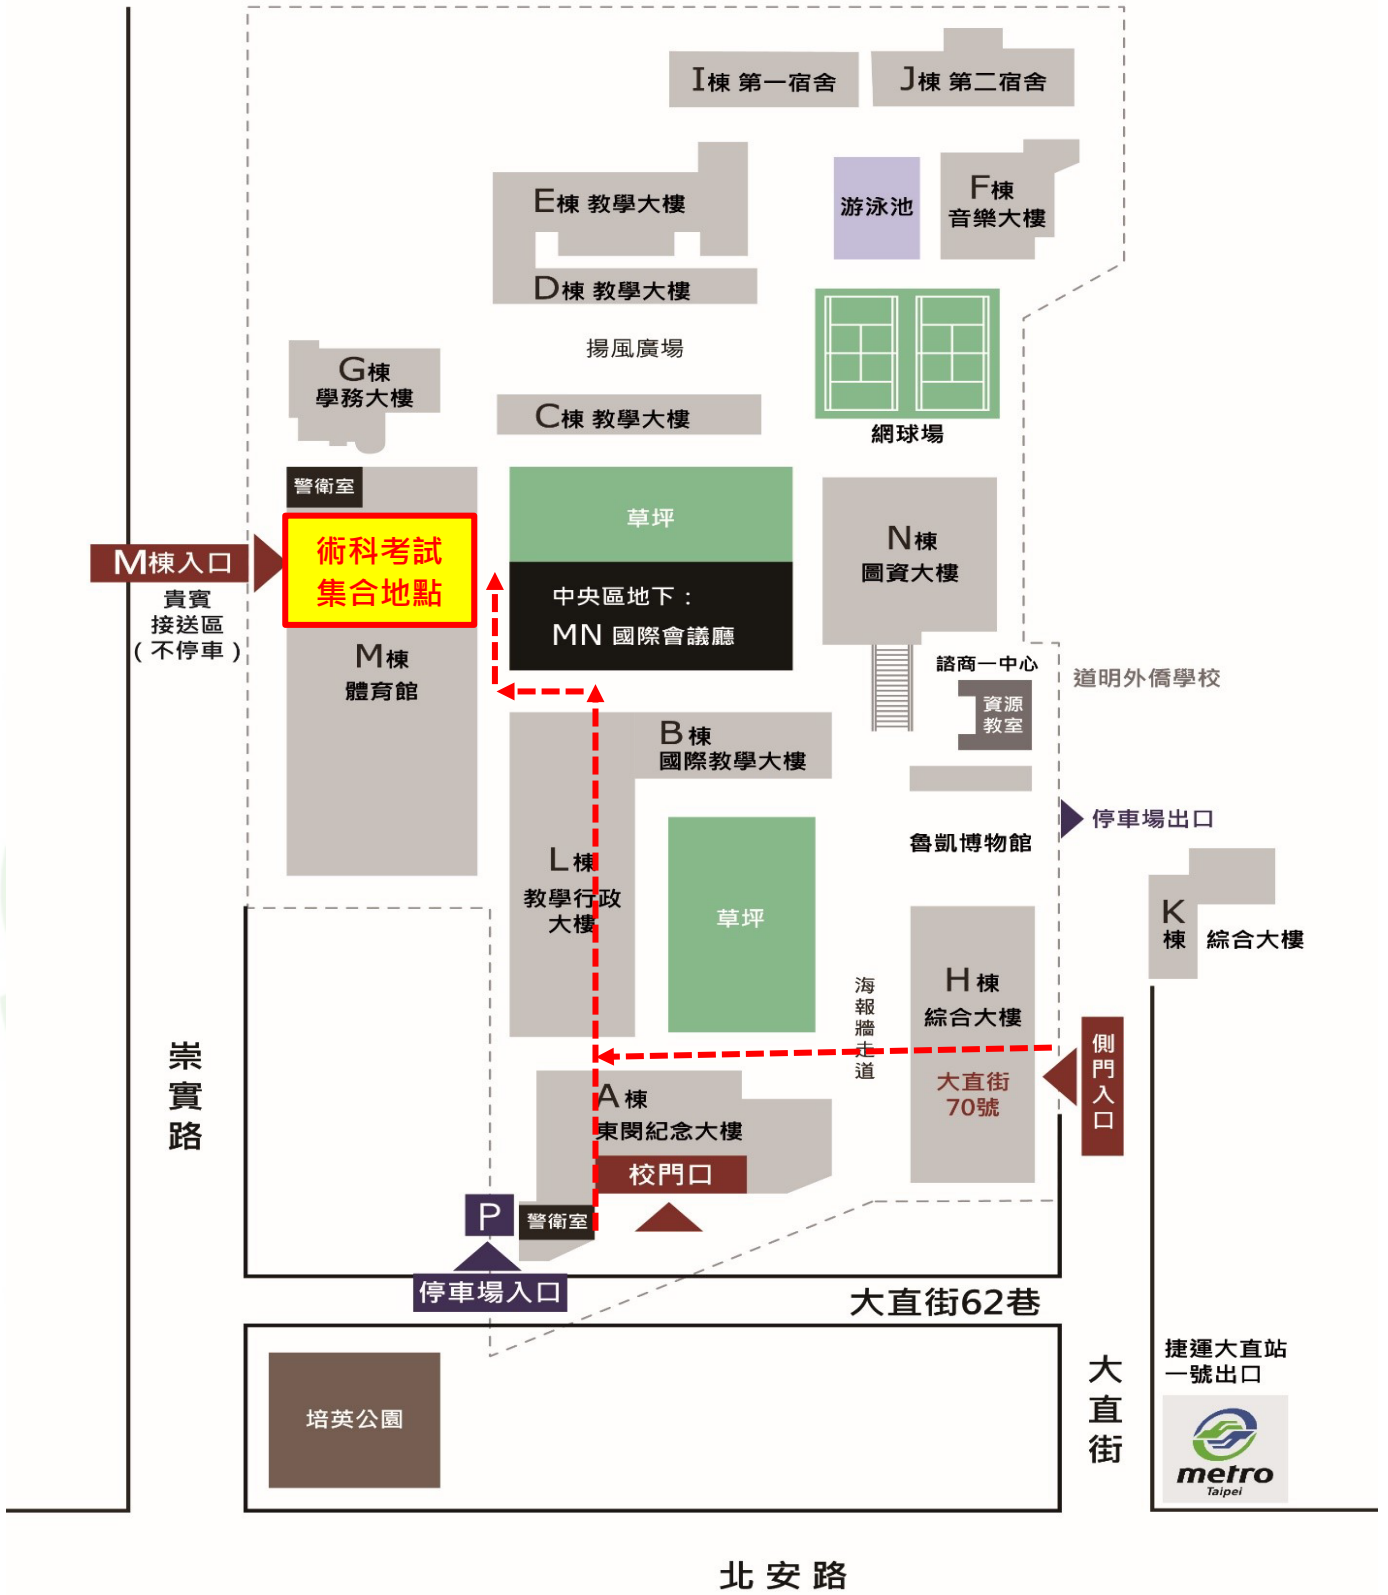 I棟 第一宿舍
J棟 第二宿舍
E棟 教學大樓
游泳池
F棟
音樂大樓
D棟 教學大樓
揚風廣場
G棟
學務大樓
C棟 教學大樓
網球場
警衛室
草坪
術科考試
集合地點
N棟
圖資大樓
M棟入口
貴賓
接送區
(不停車)
中央區地下：
MN 國際會議廳
M棟
體育館
諮商一中心
資源
教室
道明外僑學校
B棟
國際教學大樓
停車場出口
魯凱博物館
L棟
教學行政
大樓
草坪
K
棟 綜合大樓
H棟
綜合大樓
海報牆走道
側門入口
大直街
70號
崇實路
A棟
東閔紀念大樓
校門口
P
警衛室
停車場入口
大直街62巷
捷運大直站
一號出口
大直街
培英公園
metro
Taipei
北安路